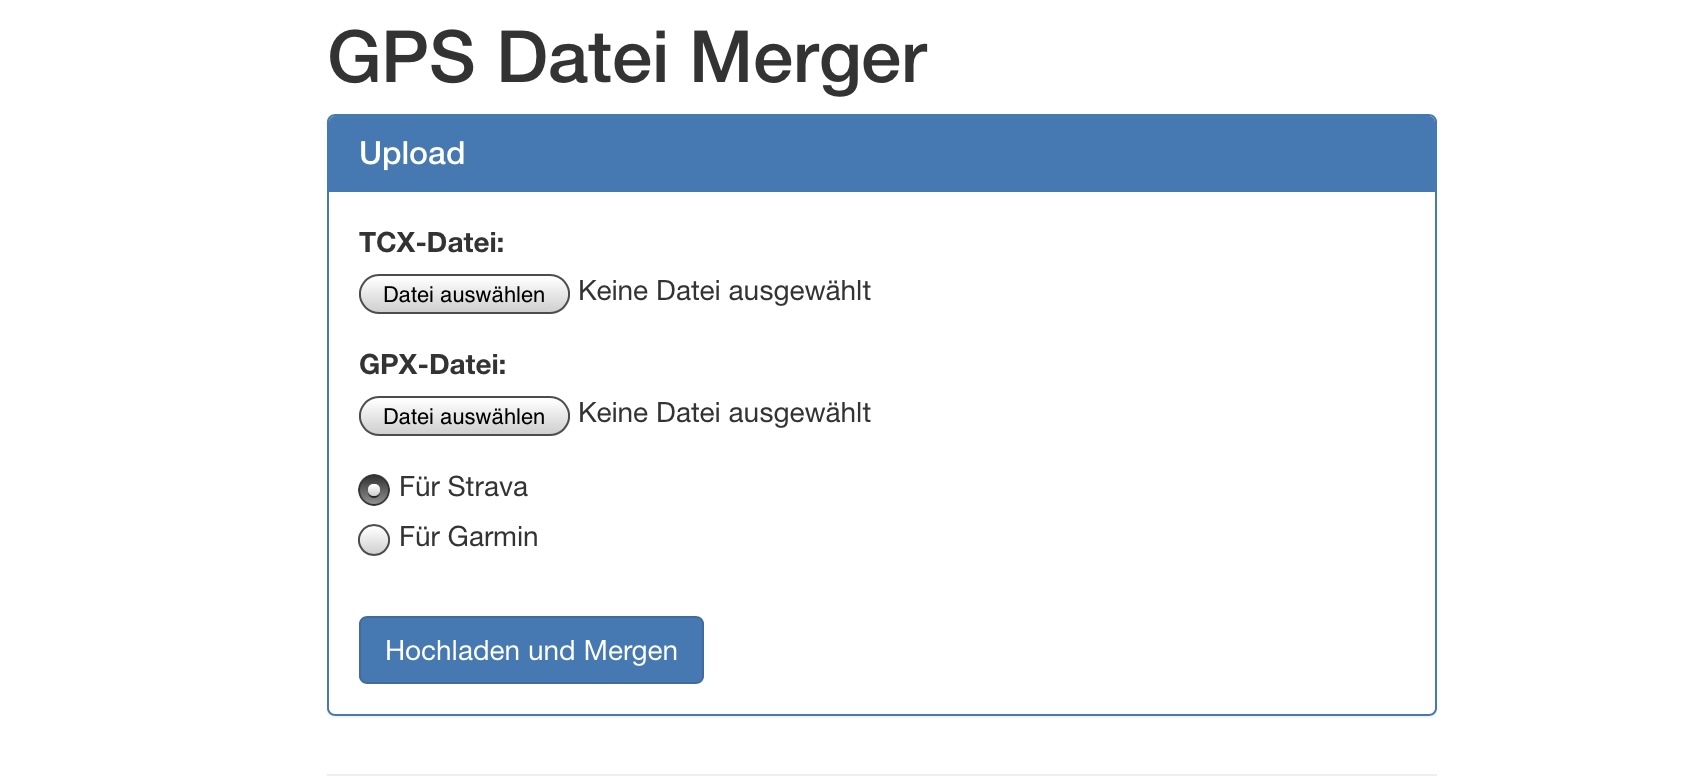 GPS Datei Merger
Upload
TCX-Datei:
Datei auswählen Keine Datei ausgewählt
GPX-Datei:
Datei auswählen Keine Datei ausgewählt
Für Strava
Für Garmin
Hochladen und Mergen